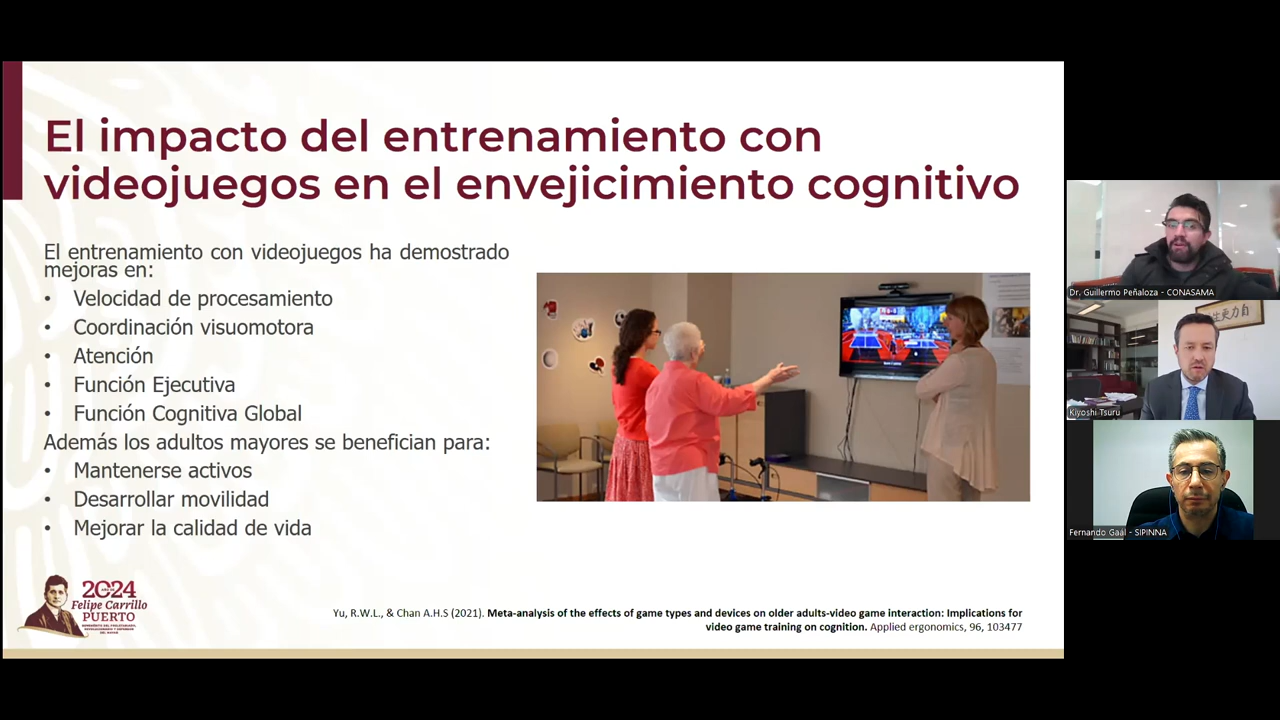 El impacto del entrenamiento con
videojuegos en el envejicimiento cognitivo
El entrenamiento con videojuegos ha demostrado
mejoras en:
• Velocidad de procesamiento
• Coordinación visuomotora
• Atención
• Función Ejecutiva
• Función Cognitiva Global
Además los adultos mayores se benefician para:
• Mantenerse activos
• Desarrollar movilidad
• Mejorar la calidad de vida
2024
Felipe Carrillo
PUERTO
Yu, R.W.L., & Chan A.H.S (2021). Meta-analysis of the effects of game types and devices on older adults-video game interaction: Implications for
video game training on cognition. Applied ergonomics, 96, 103477
Dr. Guillermo Peñaloza - CONASAMA
Kiyoshi Tsuru
Fernando Gaál - SIPINNA